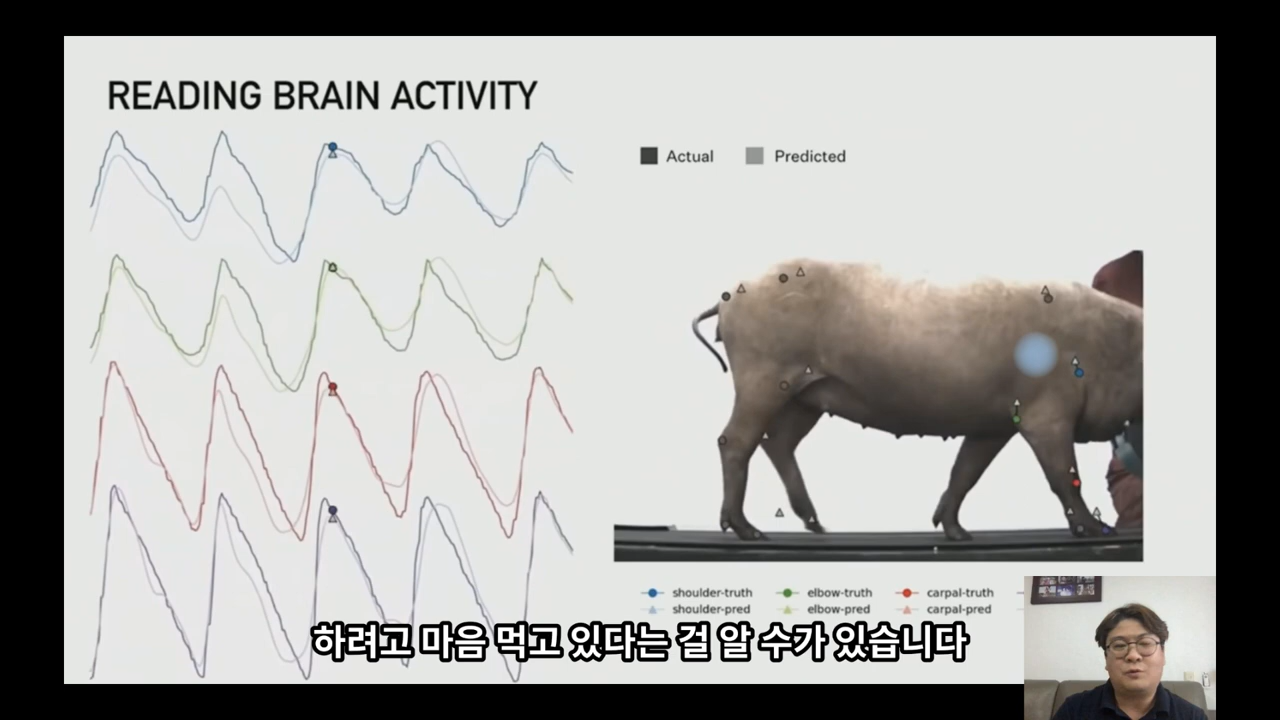 READING BRAIN ACTIVITY
Actual Predicted
shoulder-truth elbow-truth carpal-truth
shoulder-pred elbow-pred carpal-pred
하려고 마음 먹고 있다는 걸 알 수가 있습니다